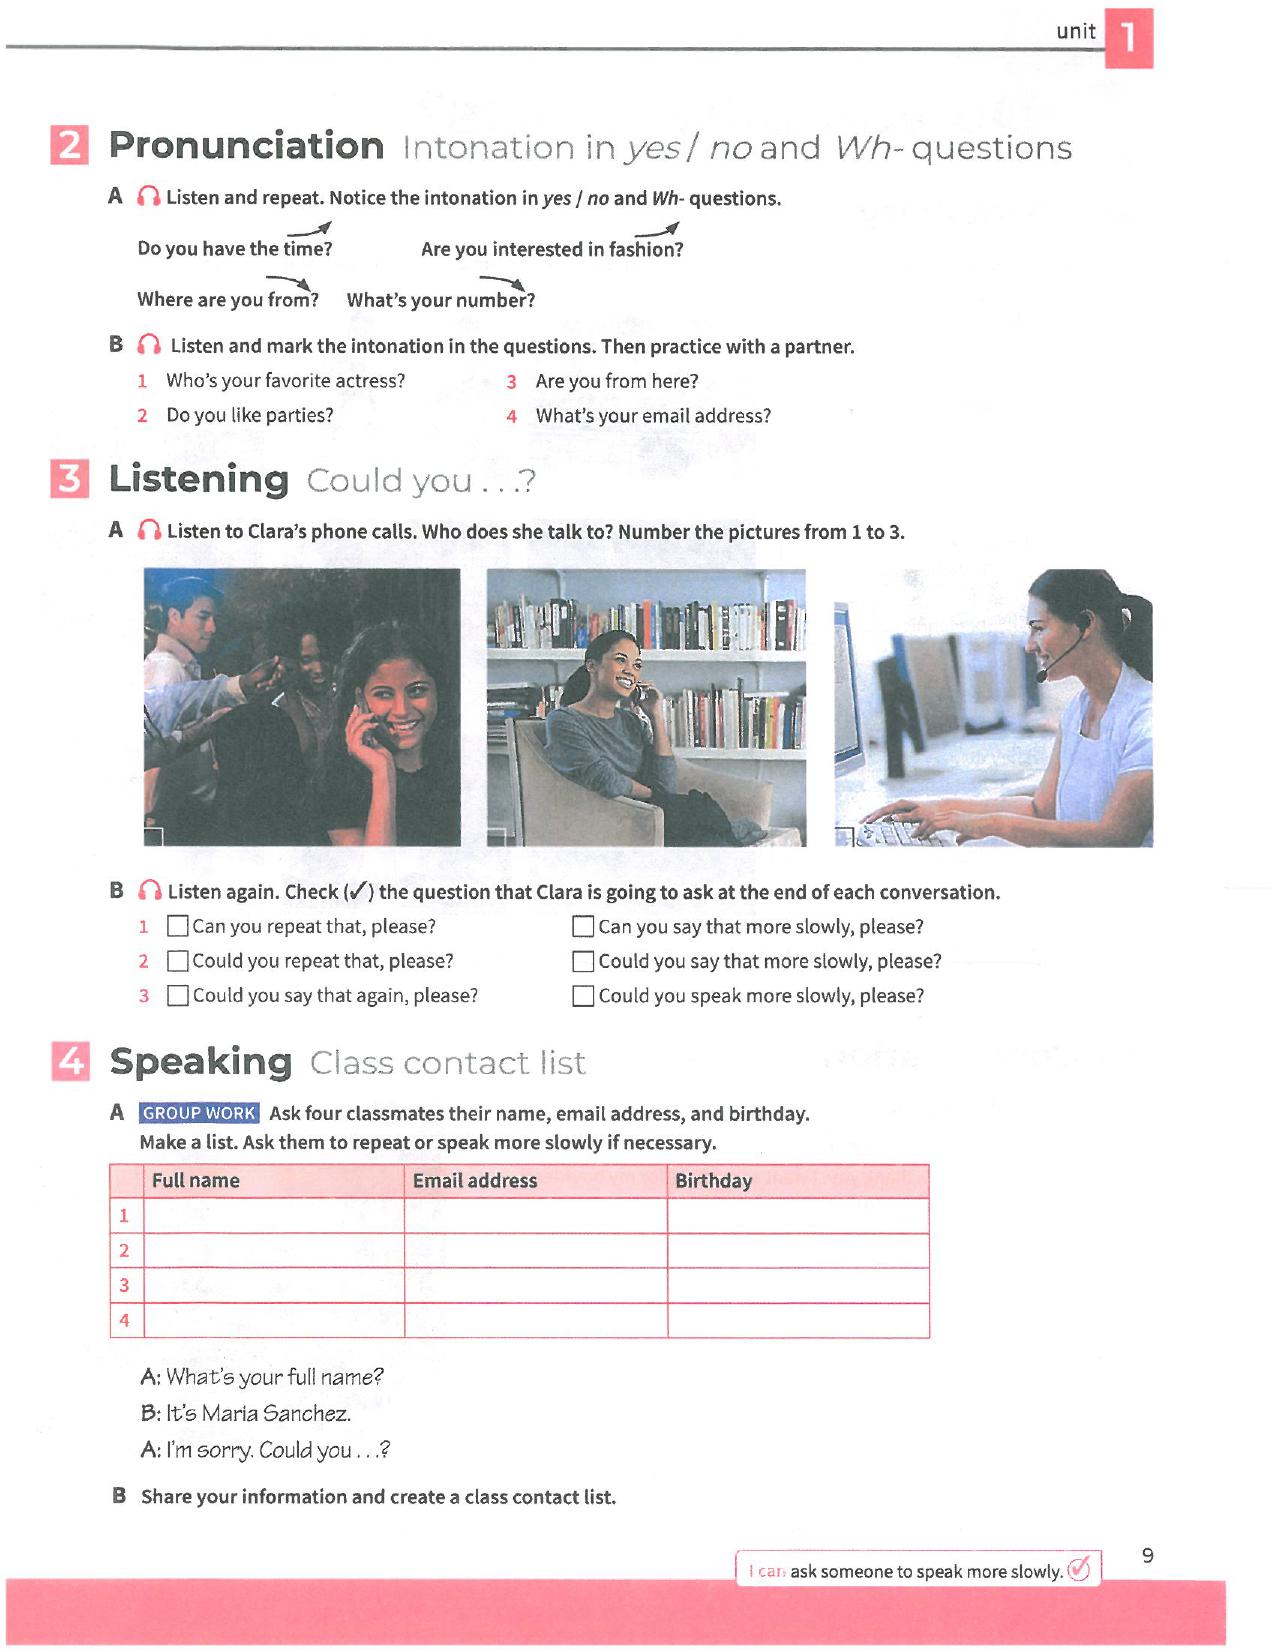 unit 1
2 Pronunciation Intonation in yes / no and Wh- questions
A Listen and repeat. Notice the intonation in yes / no and Wh- questions.
Do you have the time? Are you interested in fashion?
Where are you from? What's your number?
B Listen and mark the intonation in the questions. Then practice with a partner.
1 Who's your favorite actress? 3 Are you from here?
2 Do you like parties? 4 What's your email address?
3 Listening Could you . . .?
A Listen to Clara's phone calls. Who does she talk to? Number the pictures from 1 to 3.
B Listen again. Check (✓) the question that Clara is going to ask at the end of each conversation.
1 Can you repeat that, please? Can you say that more slowly, please?
2 Could you repeat that, please? Could you say that more slowly, please?
3 Could you say that again, please? Could you speak more slowly, please?
4 Speaking Class contact list
A GROUP WORK Ask four classmates their name, email address, and birthday.
Make a list. Ask them to repeat or speak more slowly if necessary.
Full name Email address Birthday
1
2
3
4
A: What's your full name?
B: It's Maria Sanchez.
A: I'm sorry. Could you . . .?
B Share your information and create a class contact list.
I can ask someone to speak more slowly.
9